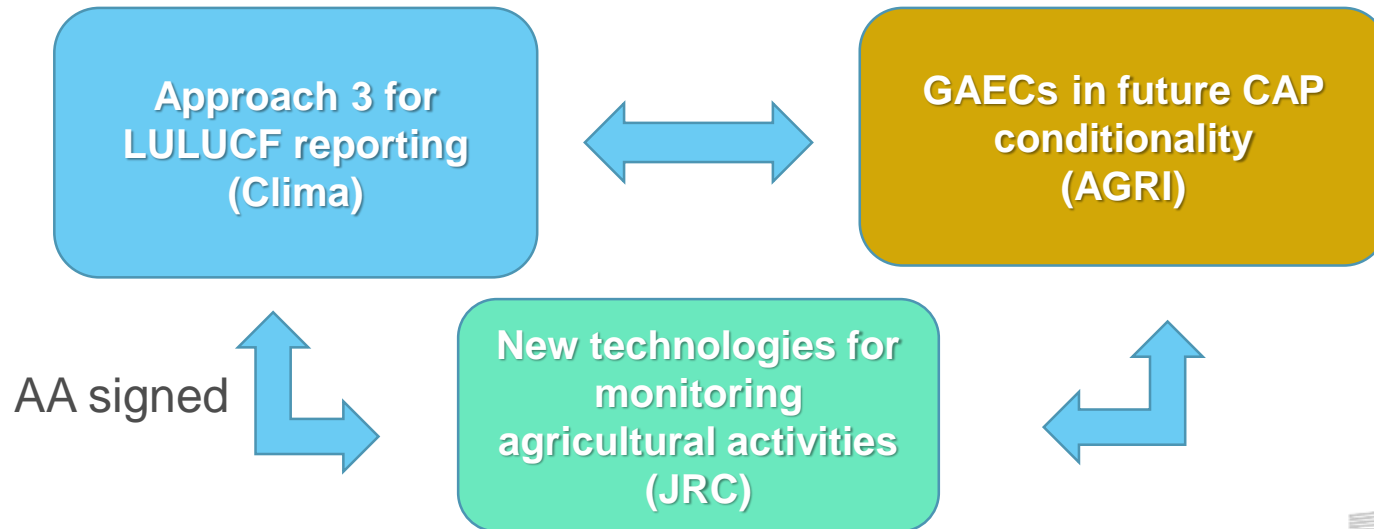 Approach 3 for
LULUCF reporting
(Clima)
GAECs in future CAP
conditionality
(AGRI)
AA signed
New technologies for
monitoring
agricultural activities
(JRC)